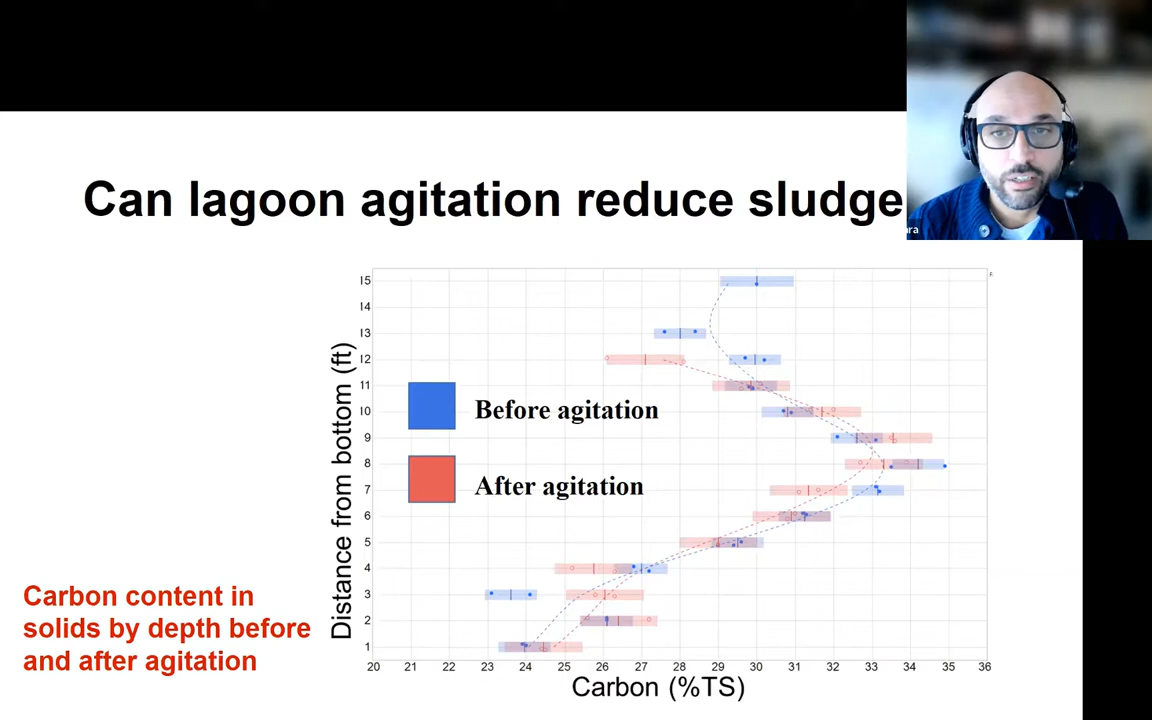 Can lagoon agitation reduce sludge
ara
15
14
13
12
11
10
9
8
7
6
5
4
3
2
1
Distance from bottom (ft)
Before agitation
After agitation
Carbon content in
solids by depth before
and after agitation
20 21 22 23 24 25 26 27 28 29 30 31 32 33 34 35 36
Carbon (%TS)